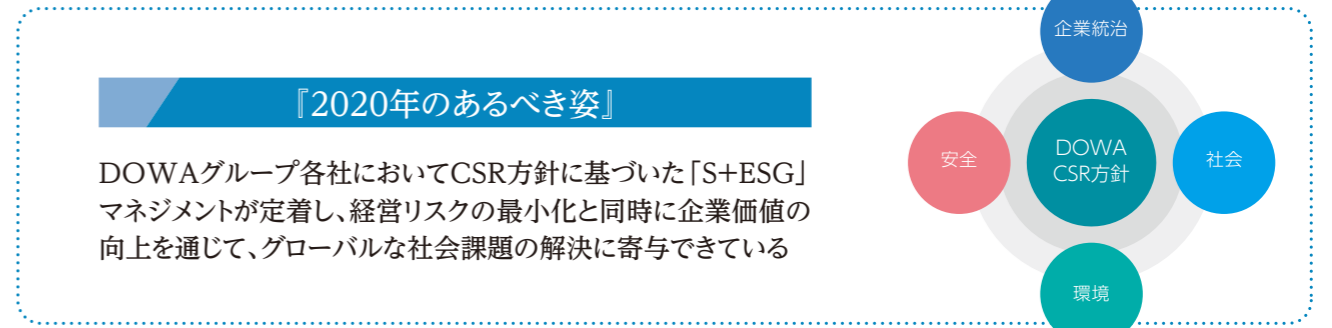 『2020年のあるべき姿』
DOWAグループ各社においてCSR方針に基づいた「S+ESG」
マネジメントが定着し、経営リスクの最小化と同時に企業価値の
向上を通じて、グローバルな社会課題の解決に寄与できている
企業統治
安全
DOWA
CSR方針
社会
環境